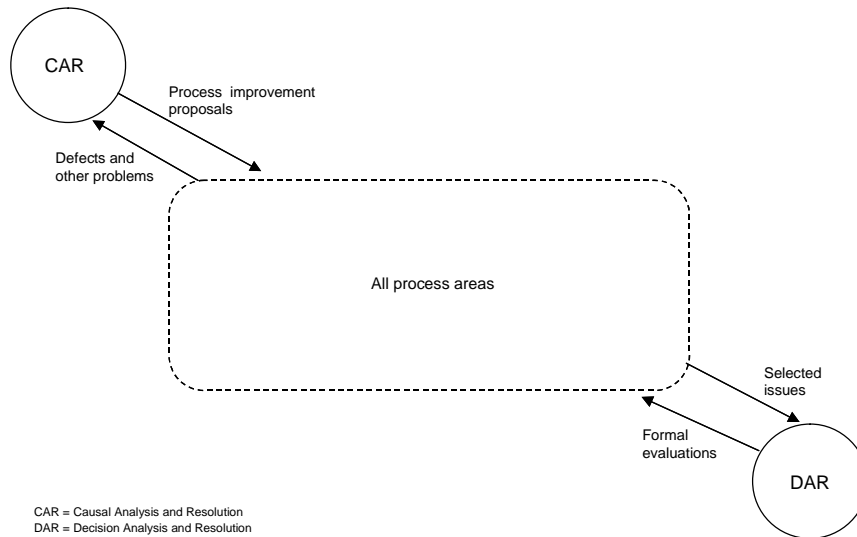 CAR
Process improvement
proposals
Defects and
other problems
All process areas
Selected
issues
Formal
evaluations
DAR
CAR = Causal Analysis and Resolution
DAR = Decision Analysis and Resolution